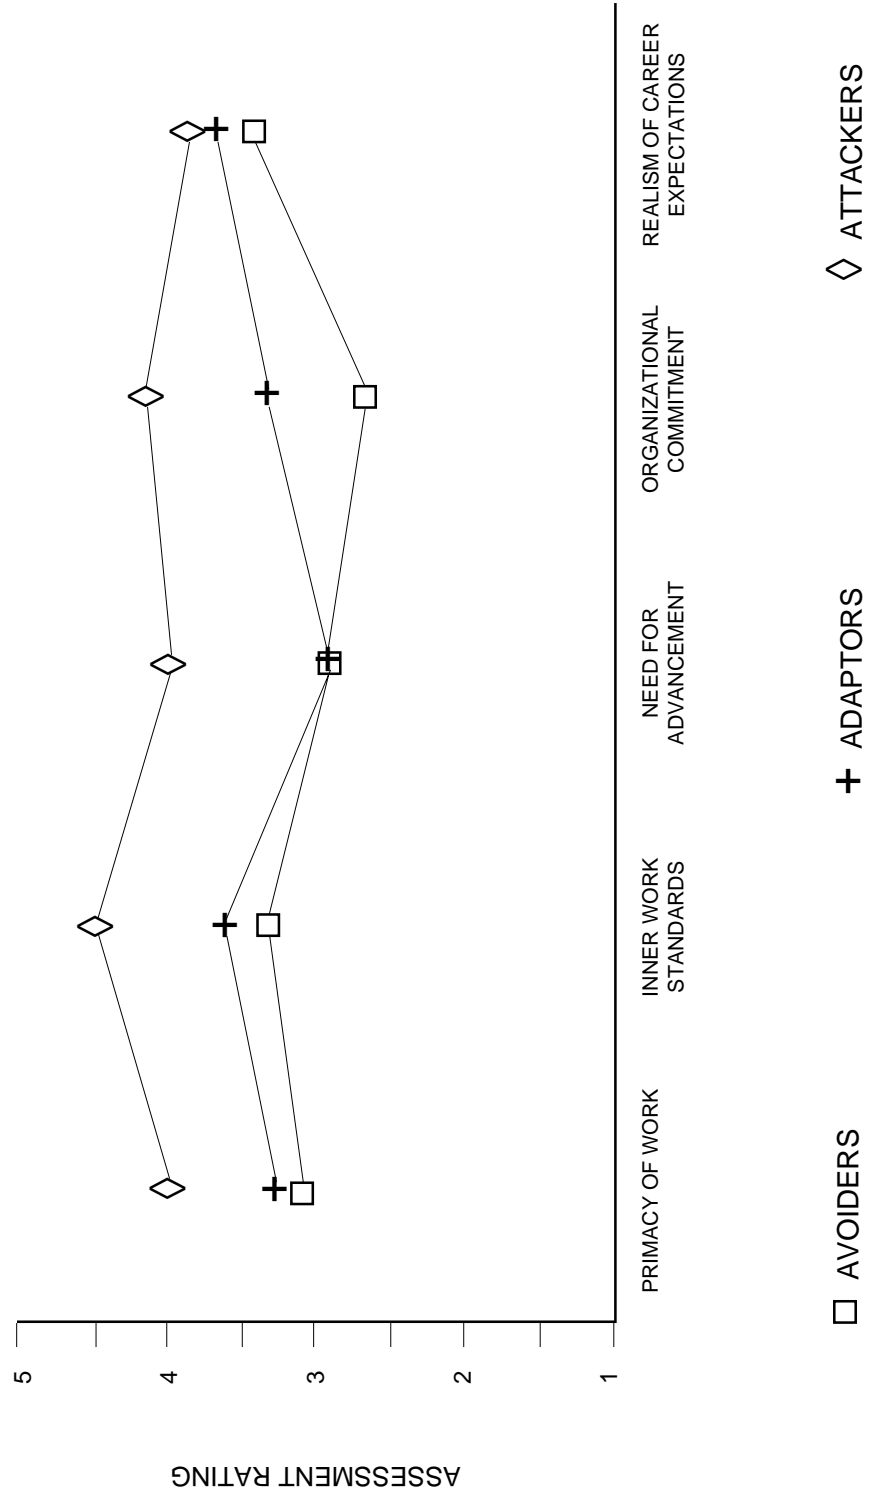 ASSESSMENT RATING
5
4
3
2
1
PRIMACY OF WORK
INNER WORK
STANDARDS
NEED FOR
ADVANCEMENT
ORGANIZATIONAL
COMMITMENT
REALISM OF CAREER
EXPECTATIONS
AVOIDERS
ADAPTORS
ATTACKERS